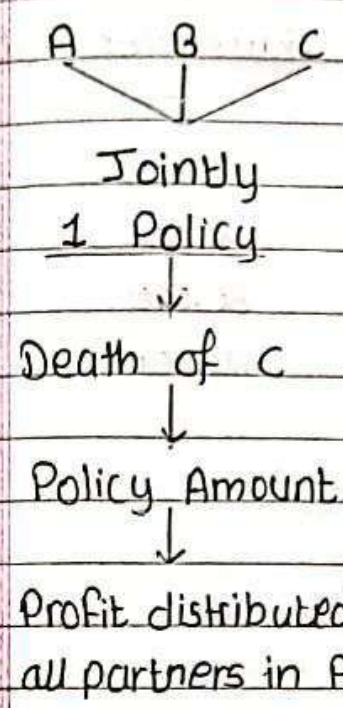 A B C
Jointly
1 Policy
Death of C
Policy Amount
Profit distributed
all partners in